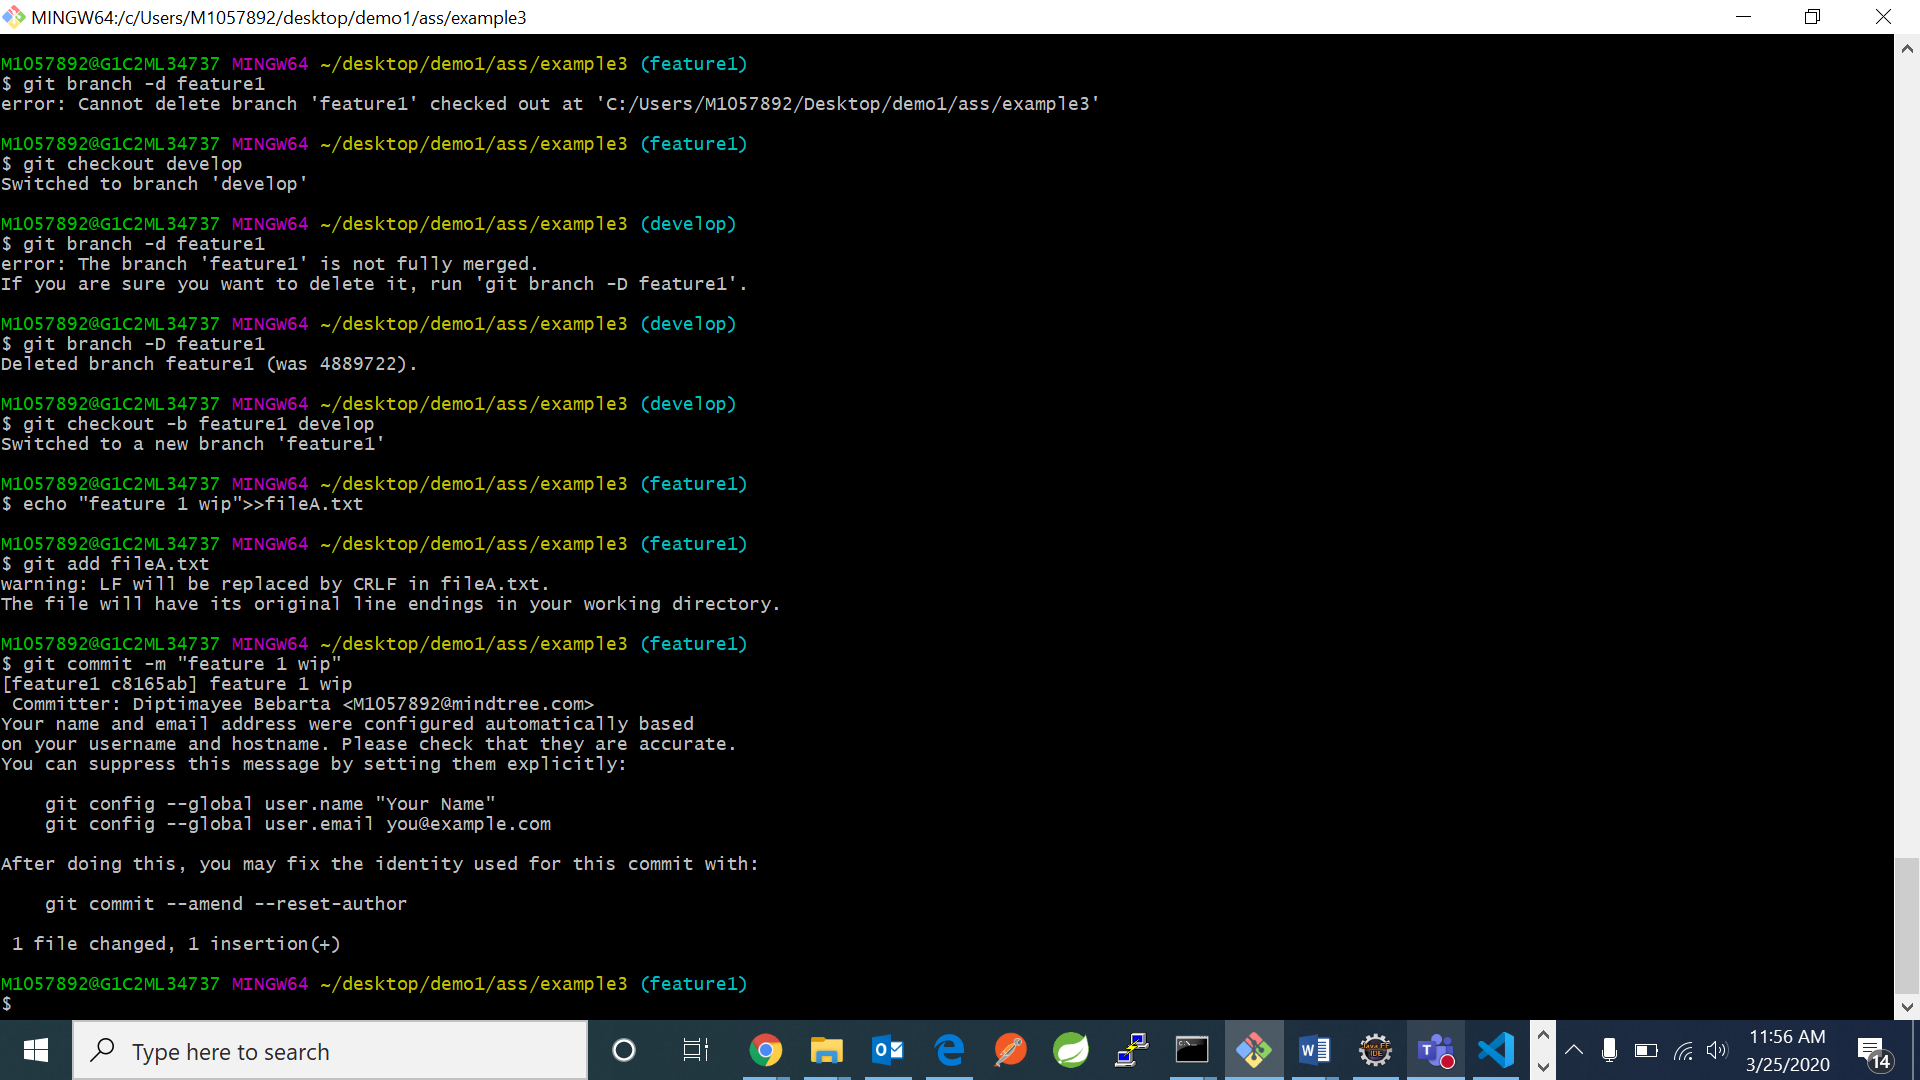 MINGW64:/c/Users/M1057892/desktop/demo1/ass/example3
M1057892@G1C2ML34737 MINGW64 ~/desktop/demo1/ass/example3 (feature1)
$ git branch -d feature1
error: Cannot delete branch 'feature1' checked out at 'C:/Users/M1057892/Desktop/demo1/ass/example3'
M1057892@G1C2ML34737 MINGW64 ~/desktop/demo1/ass/example3 (feature1)
$ git checkout develop
Switched to branch 'develop'
M1057892@G1C2ML34737 MINGW64 ~/desktop/demo1/ass/example3 (develop)
$ git branch -d feature1
error: The branch 'feature1' is not fully merged.
If you are sure you want to delete it, run 'git branch -D feature1'.
M1057892@G1C2ML34737 MINGW64 ~/desktop/demo1/ass/example3 (develop)
$ git branch -D feature1
Deleted branch feature1 (was 4889722).
M1057892@G1C2ML34737 MINGW64 ~/desktop/demo1/ass/example3 (develop)
$ git checkout -b feature1 develop
Switched to a new branch 'feature1'
M1057892@G1C2ML34737 MINGW64 ~/desktop/demo1/ass/example3 (feature1)
$ echo "feature 1 wip">>fileA.txt
M1057892@G1C2ML34737 MINGW64 ~/desktop/demo1/ass/example3 (feature1)
$ git add fileA.txt
warning: LF will be replaced by CRLF in fileA.txt.
The file will have its original line endings in your working directory.
M1057892@G1C2ML34737 MINGW64 ~/desktop/demo1/ass/example3 (feature1)
$ git commit -m "feature 1 wip"
[feature1 c8165ab] feature 1 wip
Committer: Diptimayee Bebarta <M1057892@mindtree.com>
Your name and email address were configured automatically based
on your username and hostname. Please check that they are accurate.
You can suppress this message by setting them explicitly:
git config --global user.name "Your Name"
git config --global user.email you@example.com
After doing this, you may fix the identity used for this commit with:
git commit --amend --reset-author
1 file changed, 1 insertion(+)
M1057892@G1C2ML34737 MINGW64 ~/desktop/demo1/ass/example3 (feature1)
$
Type here to search
11:56 AM
3/25/2020
14